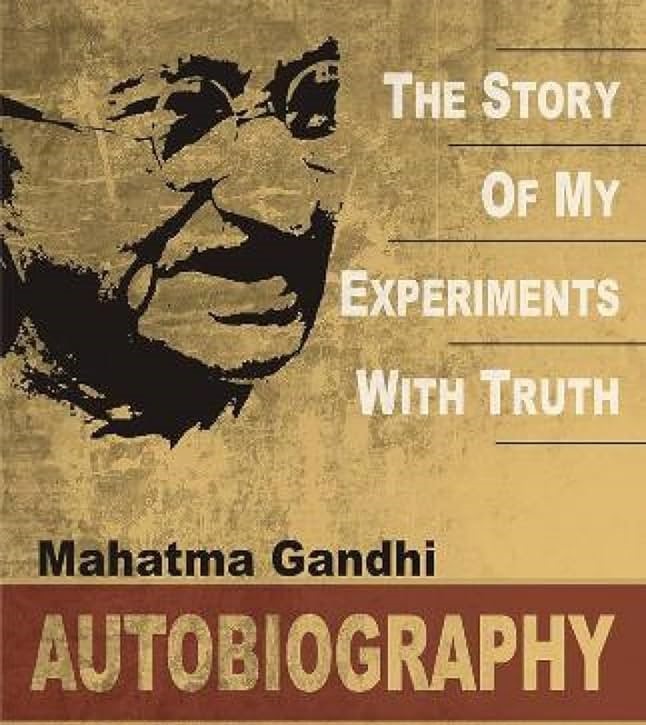 The Story
Of My
Experiments
With Truth
Mahatma Gandhi
AUTOBIOGRAPHY